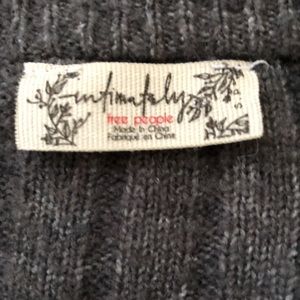 intimately
free people
Made in China
Fabriqué en Chine